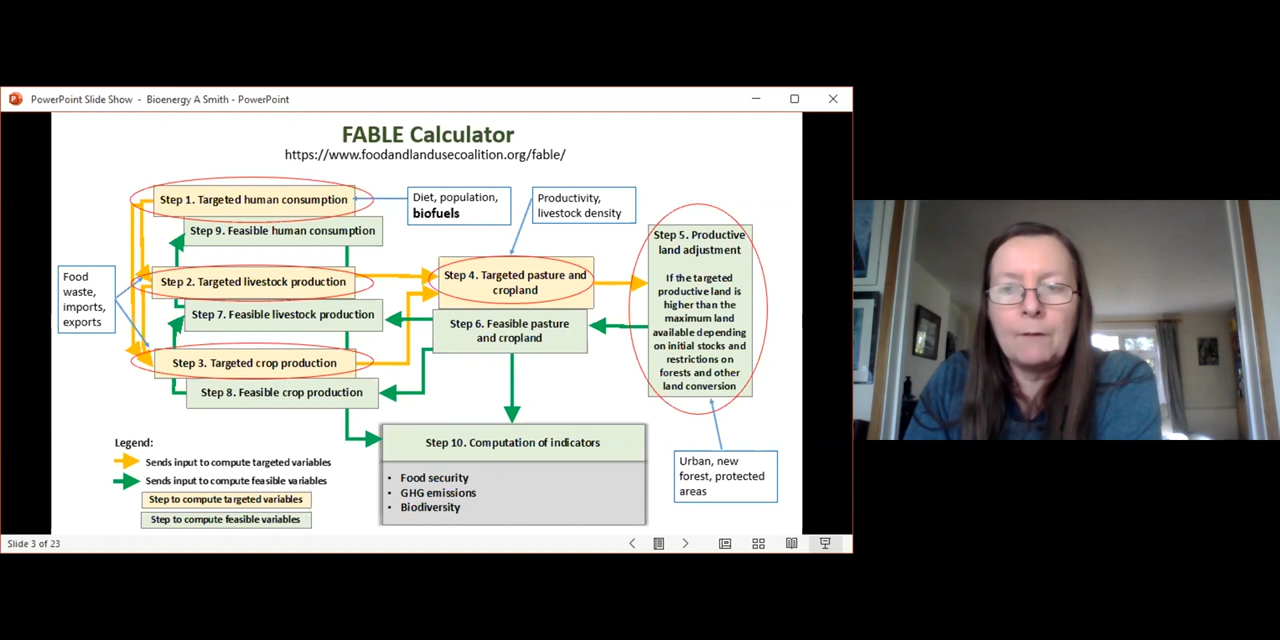 PowerPoint Slide Show - Bioenergy A Smith - PowerPoint
FABLE Calculator
https://www.foodandlandusecoalition.org/fable/
Step 1. Targeted human consumption
Step 9. Feasible human consumption
Diet, population,
biofuels
Productivity,
livestock density
Food
waste,
imports,
exports
Step 2. Targeted livestock production
Step 7. Feasible livestock production
Step 3. Targeted crop production
Step 8. Feasible crop production
Step 4. Targeted pasture and
cropland
Step 6. Feasible pasture
and cropland
Step 5. Productive
land adjustment
If the targeted
productive land is
higher than the
maximum land
available depending
on initial stocks and
restrictions on
forests and other
land conversion
Urban, new
forest, protected
areas
Step 10. Computation of indicators
• Food security
• GHG emissions
• Biodiversity
Legend:
Sends input to compute targeted variables
Sends input to compute feasible variables
Step to compute targeted variables
Step to compute feasible variables
Slide 3 of 23